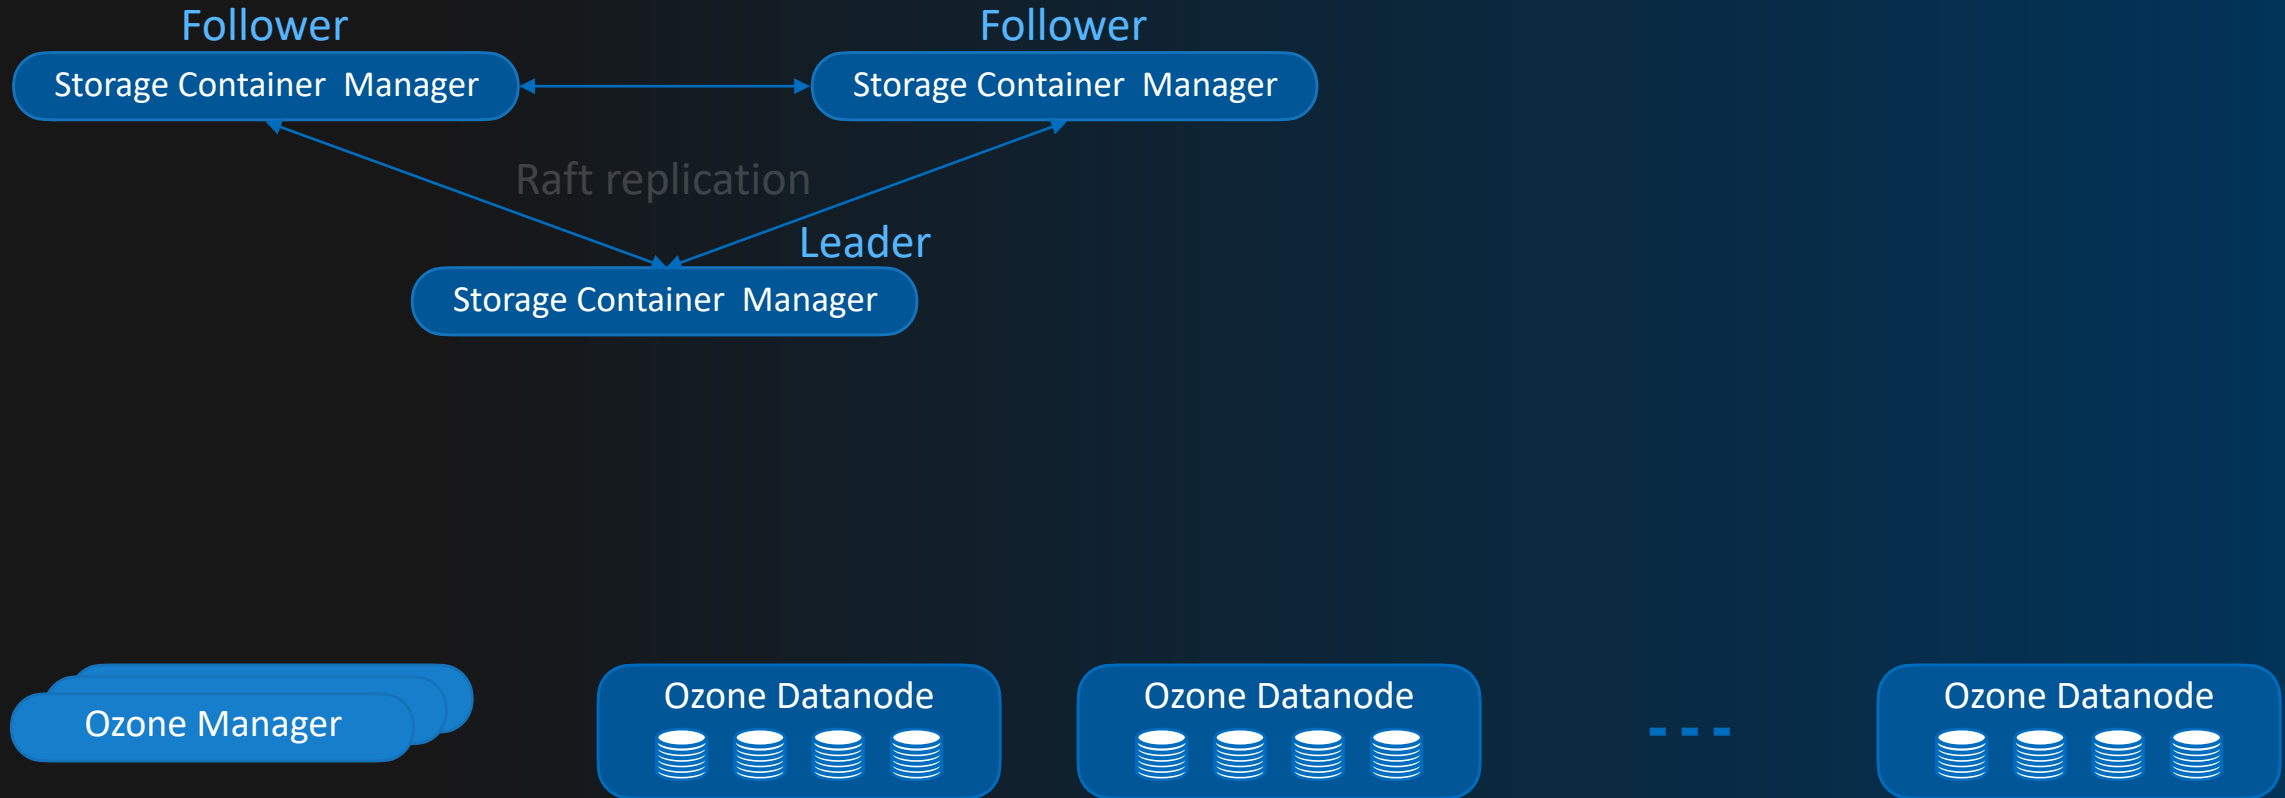 Follower
Follower
Storage Container Manager
Storage Container Manager
Raft replication
Leader
Storage Container Manager
Ozone Manager
Ozone Datanode
Ozone Datanode
Ozone Datanode